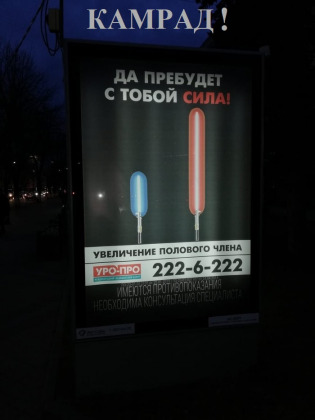 КАМРАД!
ДА ПРЕБУДЕТ
С ТОБОЙ СИЛА!
УВЕЛИЧЕНИЕ ПОЛОВОГО ЧЛЕНА
УРО-ПРО
222-6-222
ИМЕЮТСЯ ПРОТИВОПОКАЗАНИЯ
НЕОБХОДИМА КОНСУЛЬТАЦИЯ СПЕЦИАЛИСТА